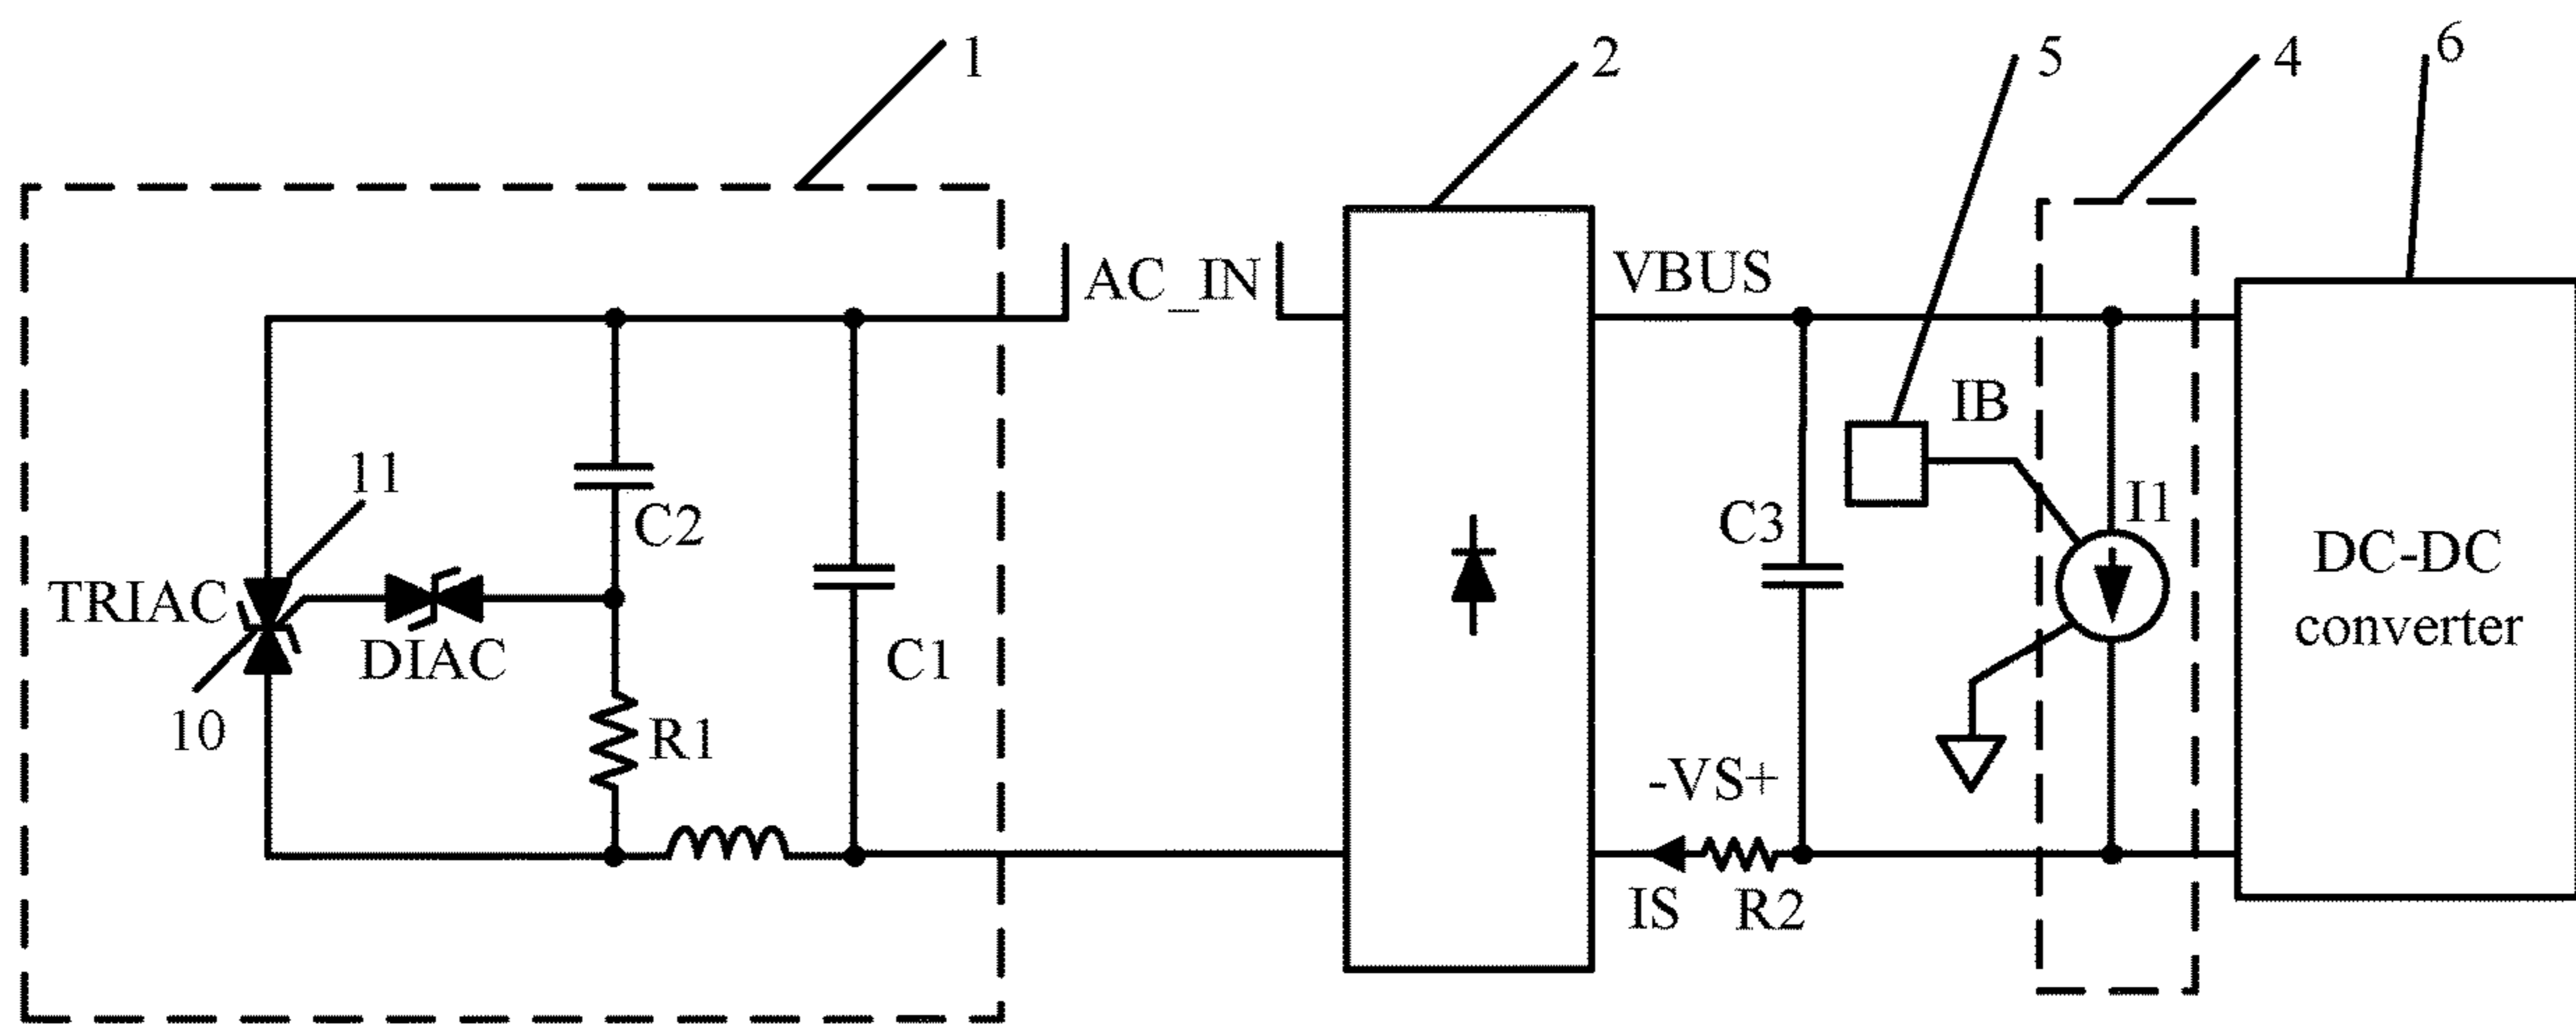 1
2
5
4
6
AC_IN
VBUS
IB
11
C2
C3
I1
TRIAC
DIAC
C1
DC-DC
converter
10
R1
-VS+
IS
R2